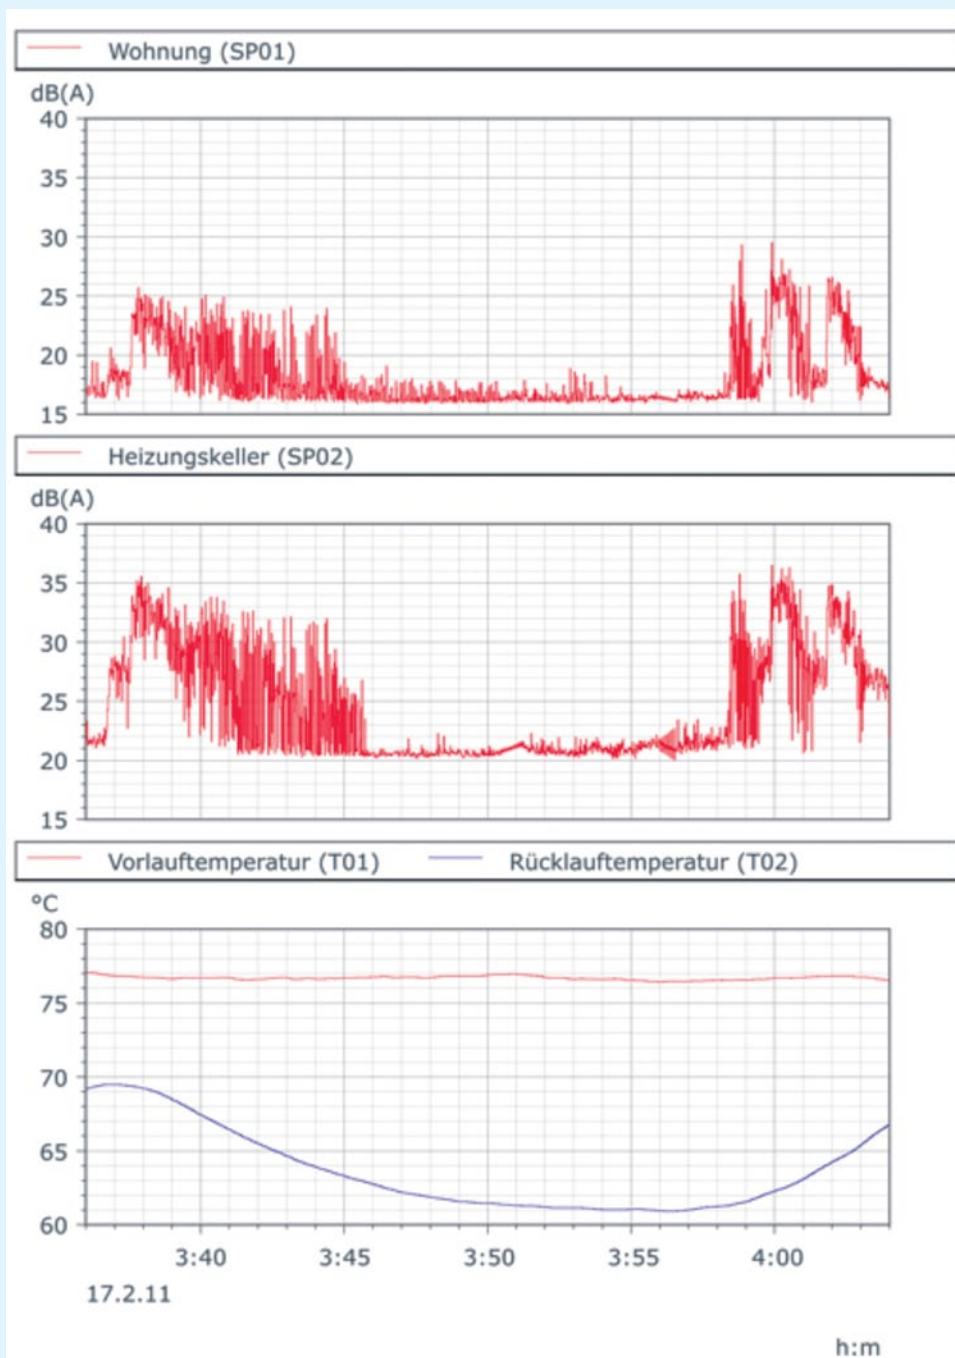 Wohnung (SP01)
dB(A)
40
35
30
25
20
15
Heizungskeller (SP02)
dB(A)
40
35
30
25
20
15
Vorlauftemperatur (T01) Rücklauftemperatur (T02)
°C
80
75
70
65
60
3:40 3:45 3:50 3:55 4:00
17.2.11
h:m